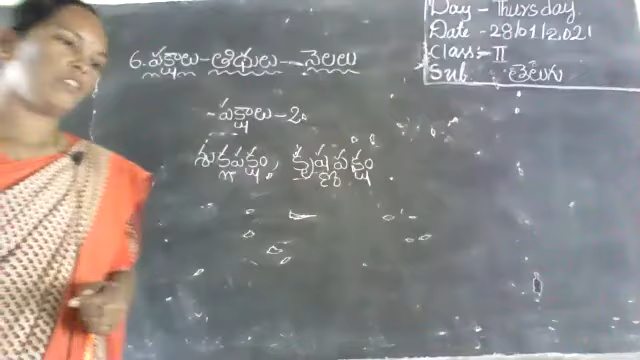 Day - Thursday.
Date - 28/01/2021
Class:- II
Sub : తెలుగు
6. పక్షాలు - తిథులు - నెలలు
- పక్షాలు - 2.
శుక్లపక్షం, కృష్ణపక్షం